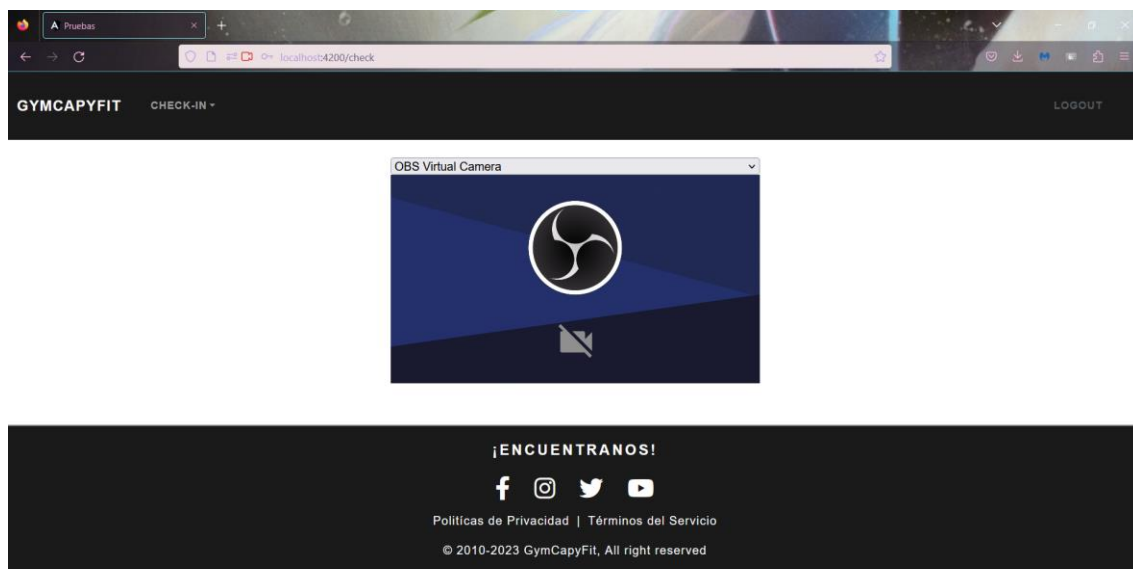 Pruebas
localhost:4200/check
GYMCAPYFIT CHECK-IN LOGOUT
OBS Virtual Camera
¡ENCUENTRANOS!
Politícas de Privacidad | Términos del Servicio
© 2010-2023 GymCapyFit, All right reserved